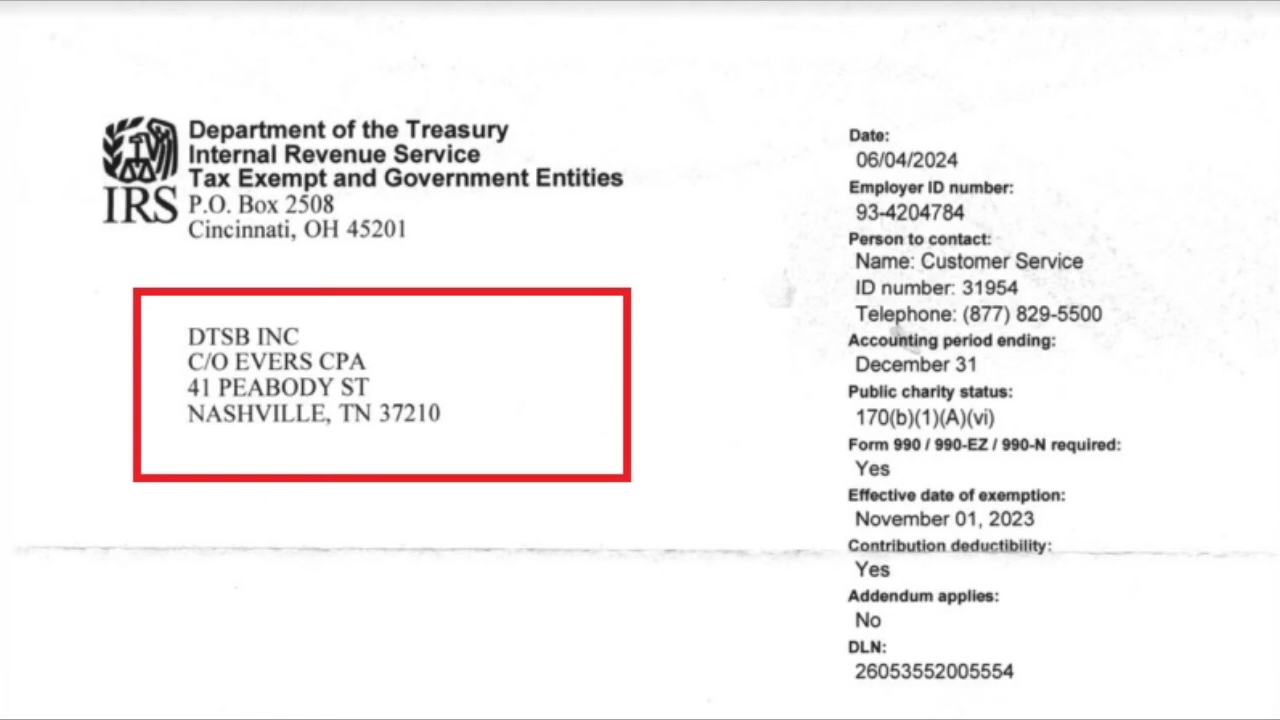 Department of the Treasury
Internal Revenue Service
Tax Exempt and Government Entities
IRS P.O. Box 2508
Cincinnati, OH 45201
DTSB INC
C/O EVERS CPA
41 PEABODY ST
NASHVILLE, TN 37210
Date:
06/04/2024
Employer ID number:
93-4204784
Person to contact:
Name: Customer Service
ID number: 31954
Telephone: (877) 829-5500
Accounting period ending:
December 31
Public charity status:
170(b)(1)(A)(vi)
Form 990 / 990-EZ / 990-N required:
Yes
Effective date of exemption:
November 01, 2023
Contribution deductibility:
Yes
Addendum applies:
No
DLN:
26053552005554